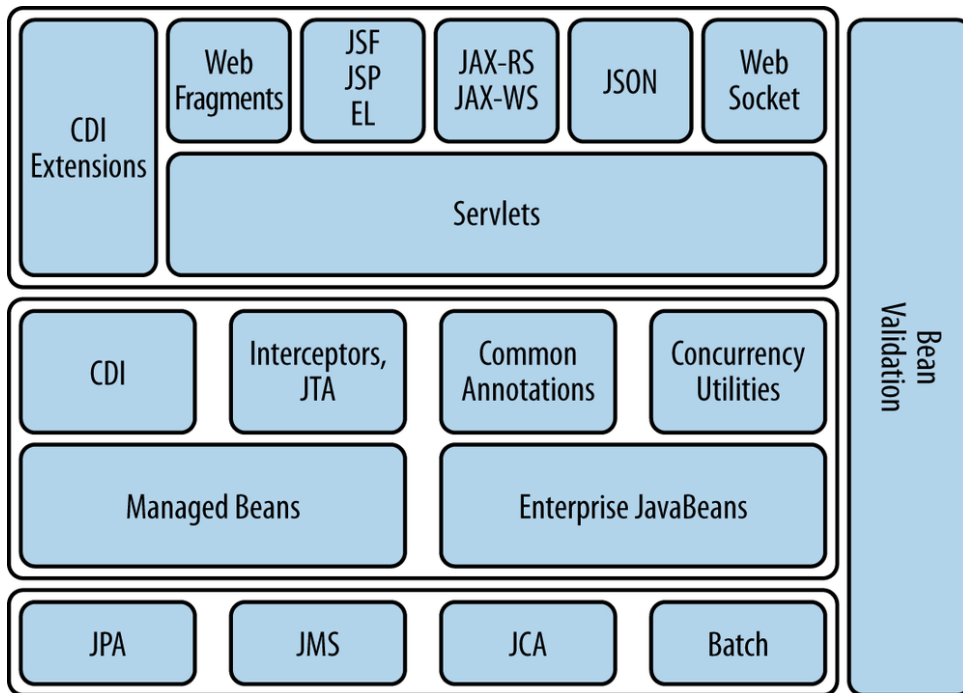 CDI
Extensions
Web
Fragments
JSF
JSP
EL
JAX-RS
JAX-WS
JSON
Web
Socket
Servlets
CDI
Interceptors,
JTA
Common
Annotations
Concurrency
Utilities
Managed Beans
Enterprise JavaBeans
JPA
JMS
JCA
Batch
Bean
Validation